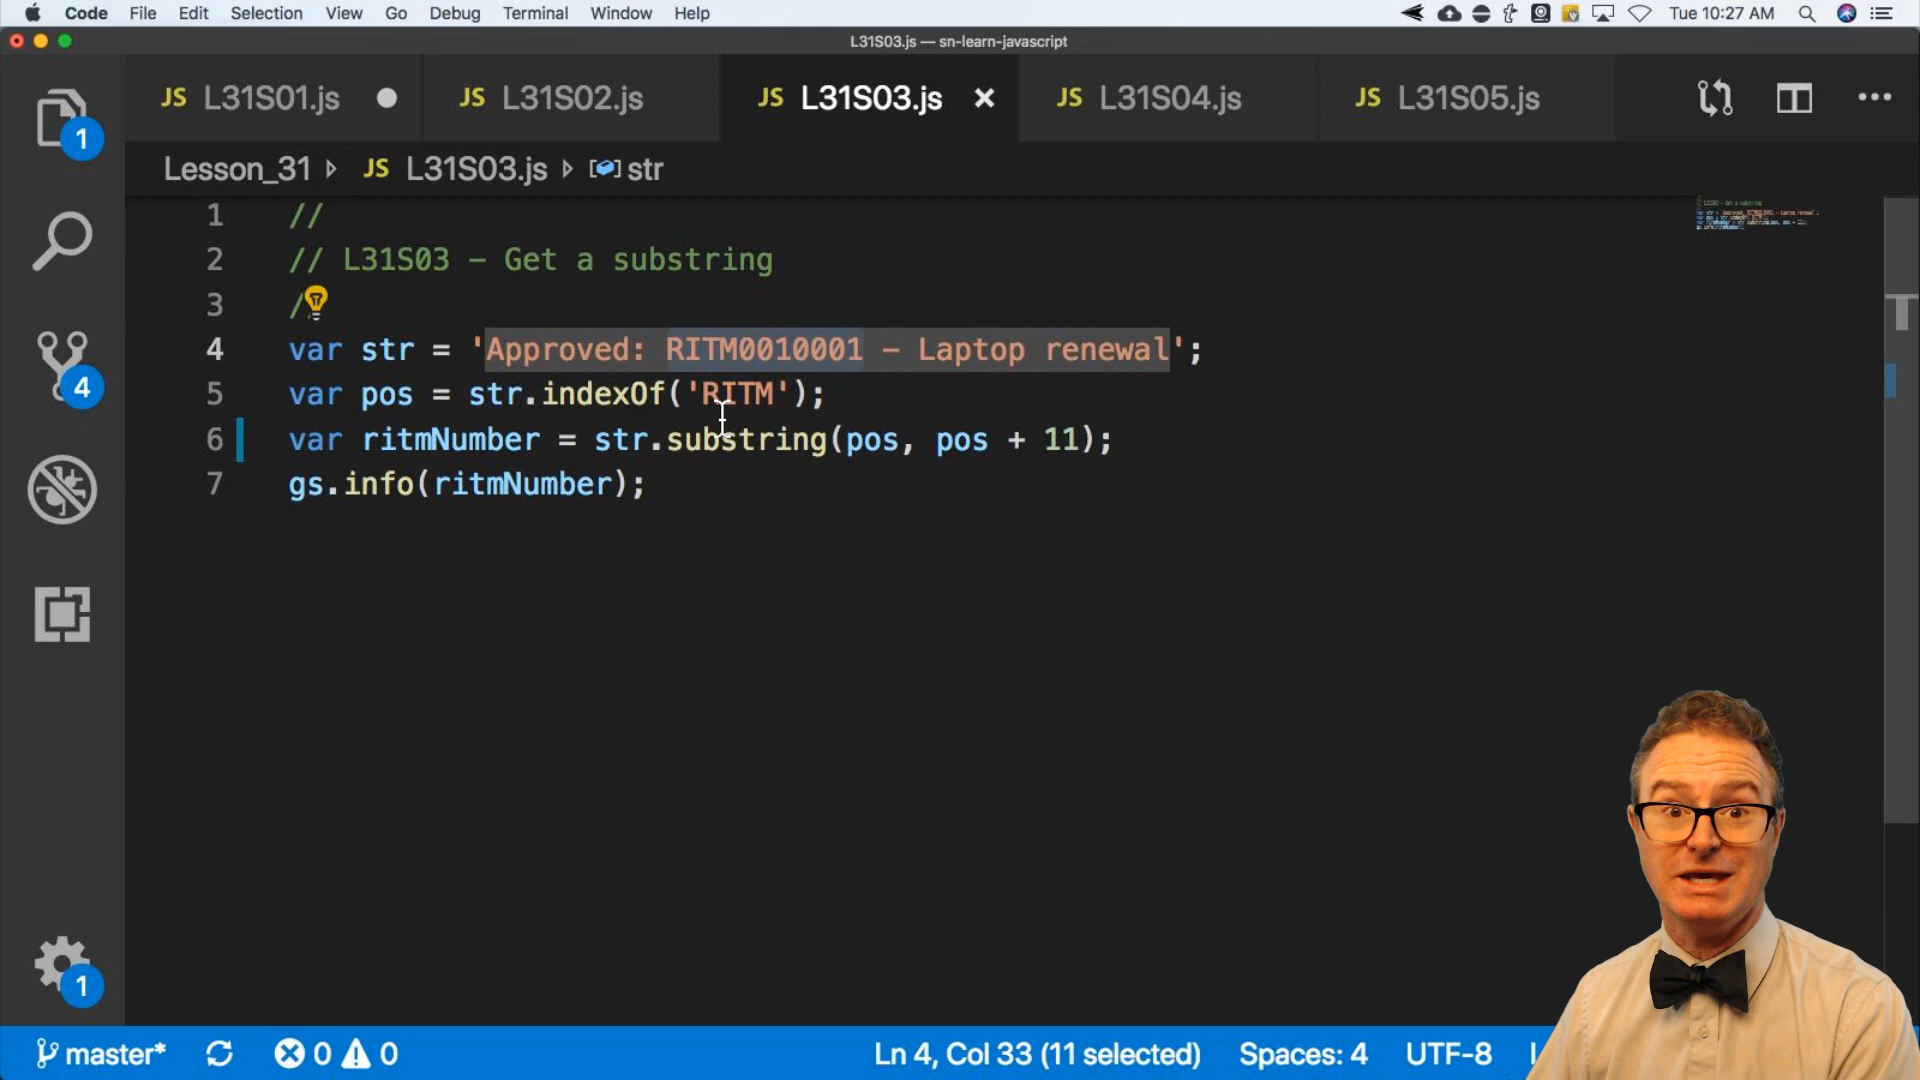 Code File Edit Selection View Go Debug Terminal Window Help Tue 10:27 AM
L31S03.js — sn-learn-javascript
JS L31S01.js JS L31S02.js JS L31S03.js JS L31S04.js JS L31S05.js
Lesson_31 JS L31S03.js str
1 //
2 // L31S03 - Get a substring
3 /
4 var str = 'Approved: RITM0010001 - Laptop renewal';
5 var pos = str.indexOf('RITM');
6 var ritmNumber = str.substring(pos, pos + 11);
7 gs.info(ritmNumber);
1
4
1
master* 0 0 Ln 4, Col 33 (11 selected) Spaces: 4 UTF-8